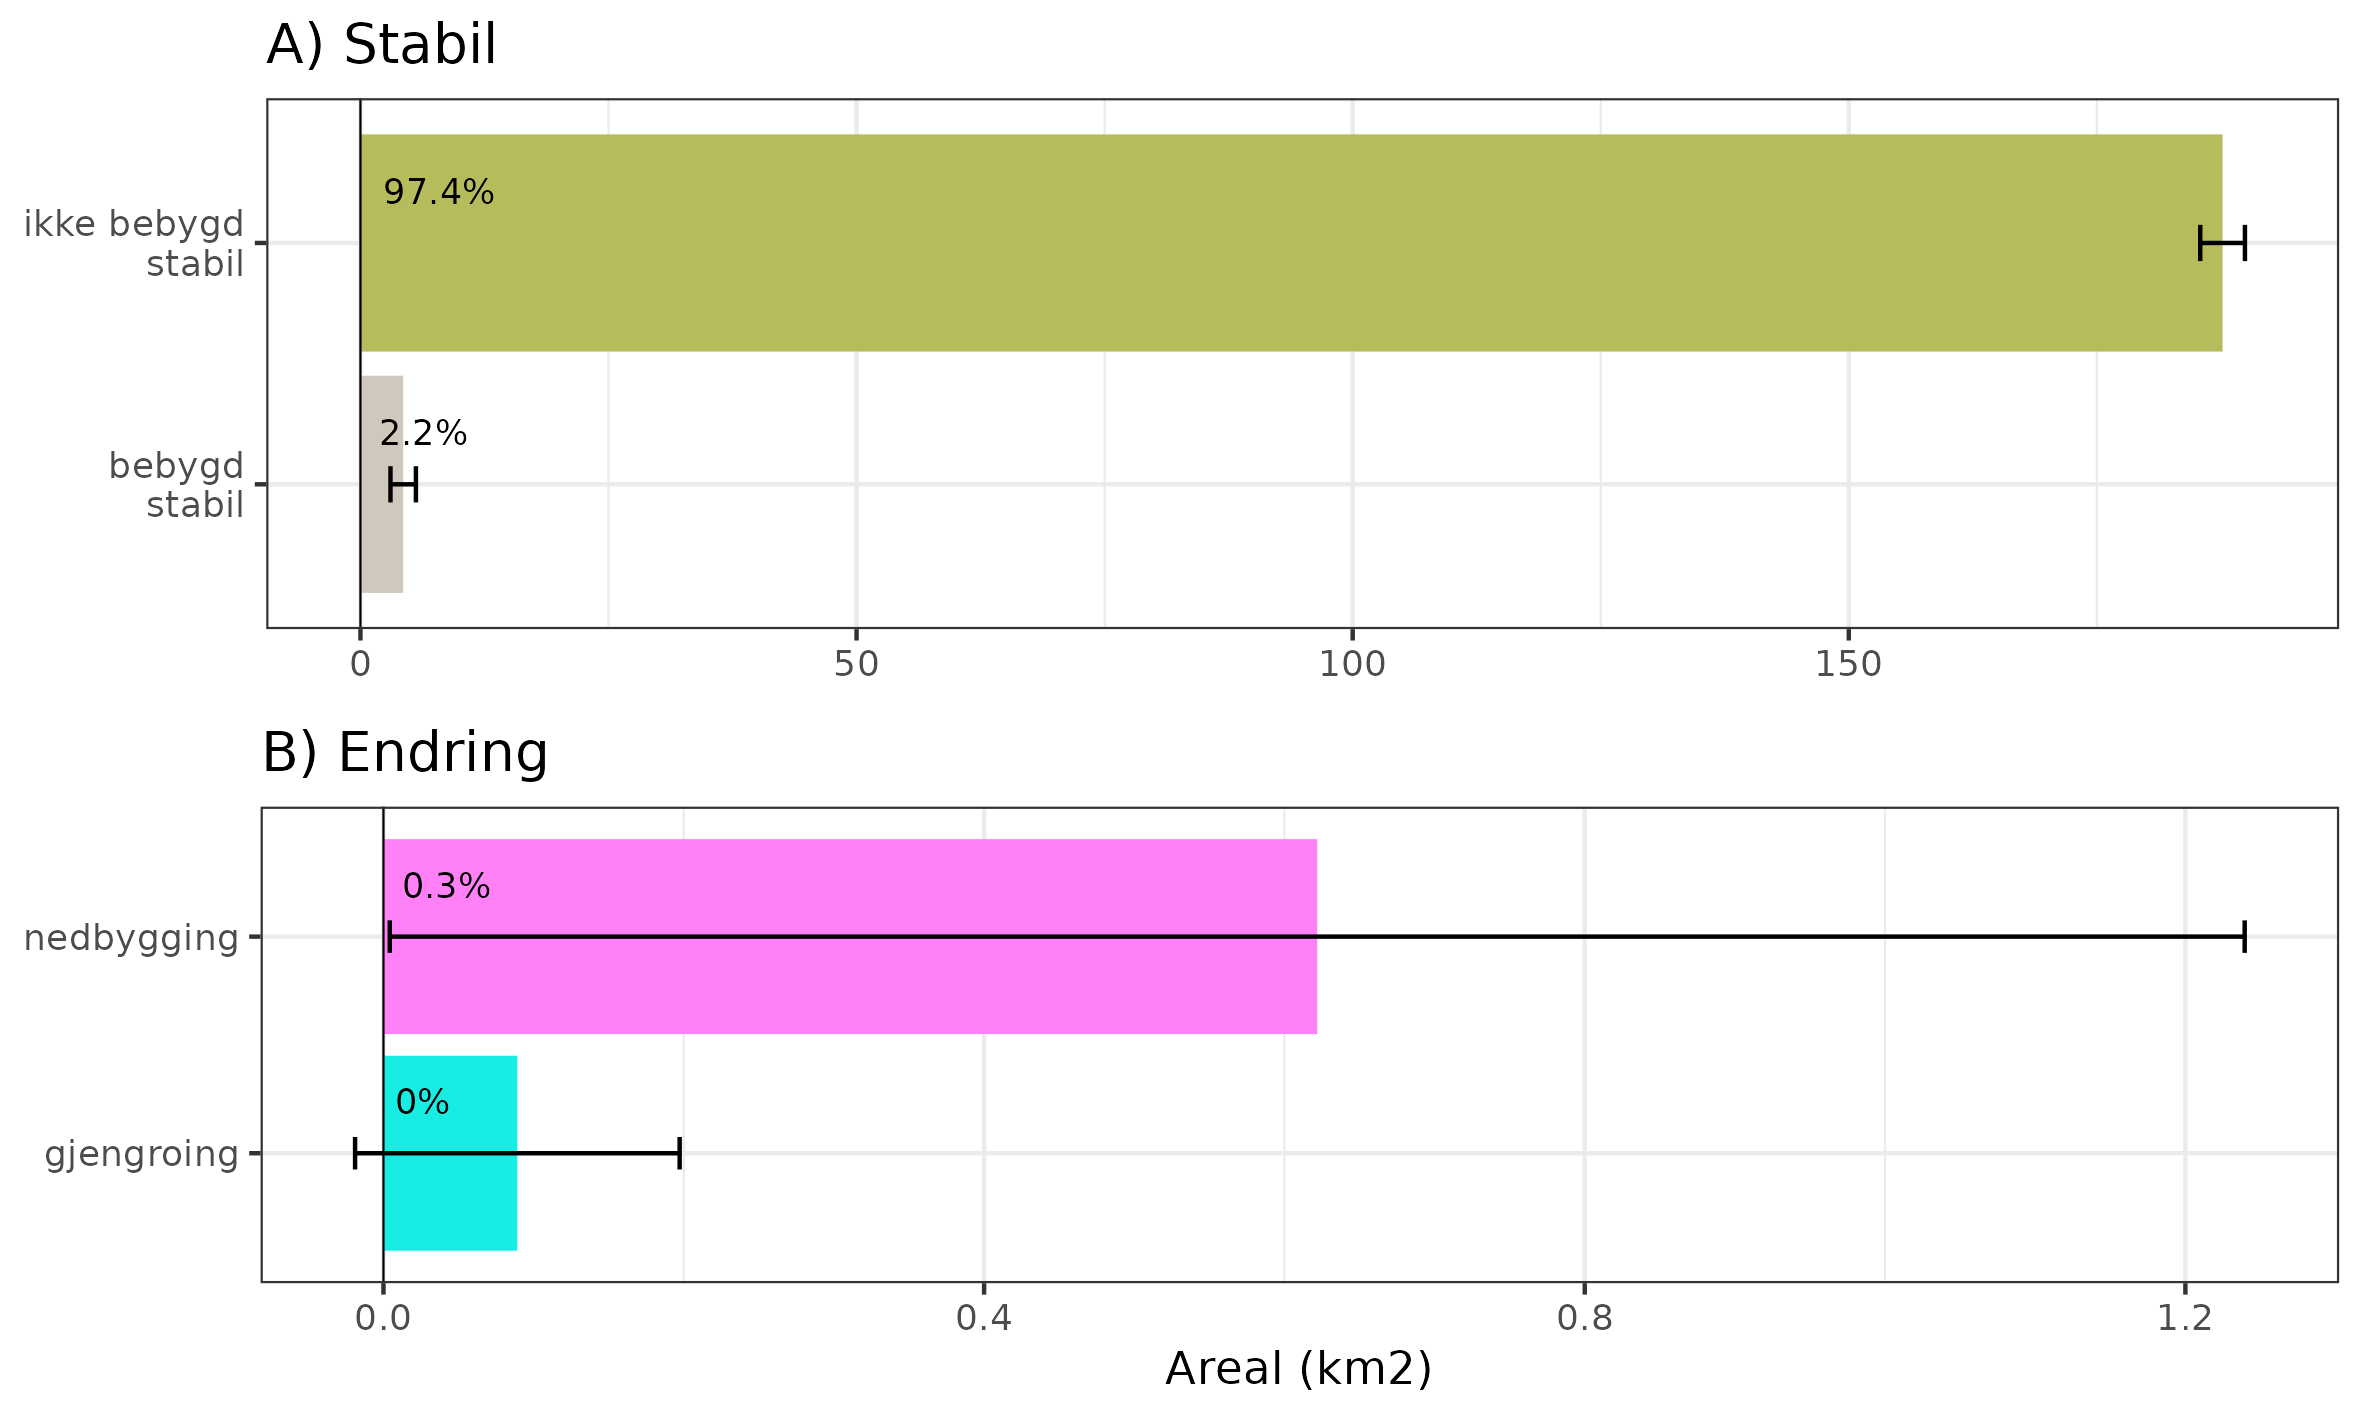 A) Stabil
97.4%
ikke bebygd
stabil
2.2%
bebygd
stabil
0 50 100 150
B) Endring
0.3%
nedbygging
0%
gjengroing
0.0 0.4 0.8 1.2
Areal (km2)